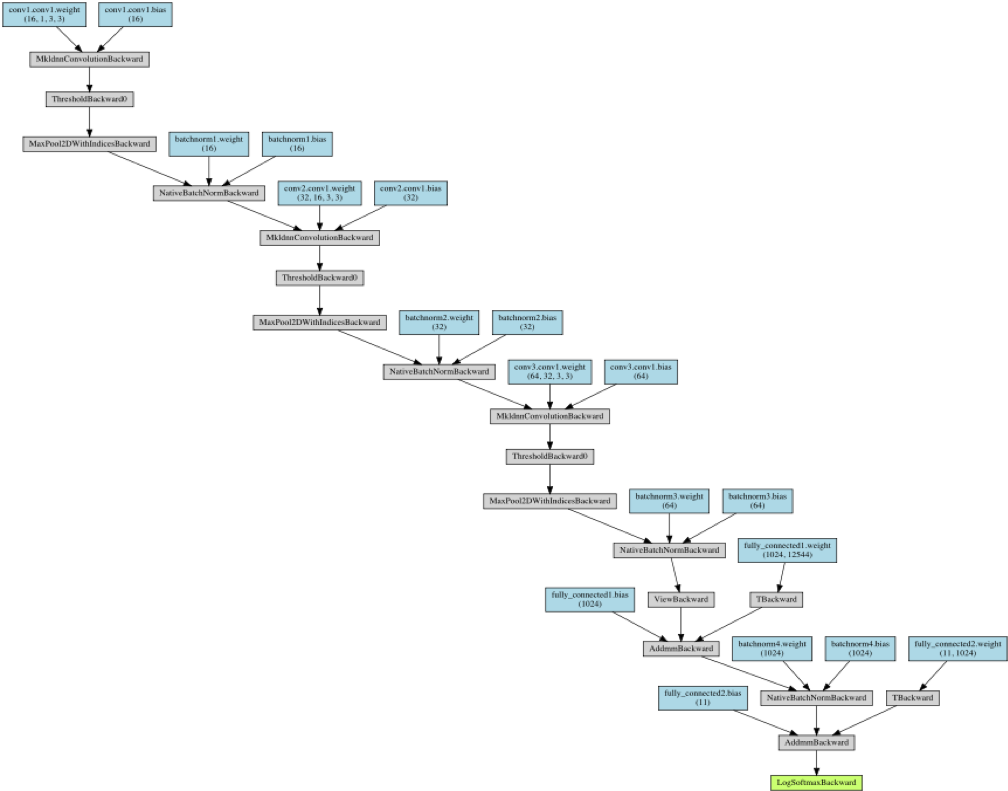 conv1.conv1.weight
(16, 1, 3, 3)
conv1.conv1.bias
(16)
MkldnnConvolutionBackward
ThresholdBackward0
MaxPool2DWithIndicesBackward
batchnorm1.weight
(16)
batchnorm1.bias
(16)
NativeBatchNormBackward
conv2.conv1.weight
(32, 16, 3, 3)
conv2.conv1.bias
(32)
MkldnnConvolutionBackward
ThresholdBackward0
MaxPool2DWithIndicesBackward
batchnorm2.weight
(32)
batchnorm2.bias
(32)
NativeBatchNormBackward
conv3.conv1.weight
(64, 32, 3, 3)
conv3.conv1.bias
(64)
MkldnnConvolutionBackward
ThresholdBackward0
MaxPool2DWithIndicesBackward
batchnorm3.weight
(64)
batchnorm3.bias
(64)
NativeBatchNormBackward
fully_connected1.weight
(1024, 12544)
fully_connected1.bias
(1024)
ViewBackward
TBackward
AddmmBackward
batchnorm4.weight
(1024)
batchnorm4.bias
(1024)
fully_connected2.weight
(11, 1024)
fully_connected2.bias
(11)
NativeBatchNormBackward
TBackward
AddmmBackward
LogSoftmaxBackward